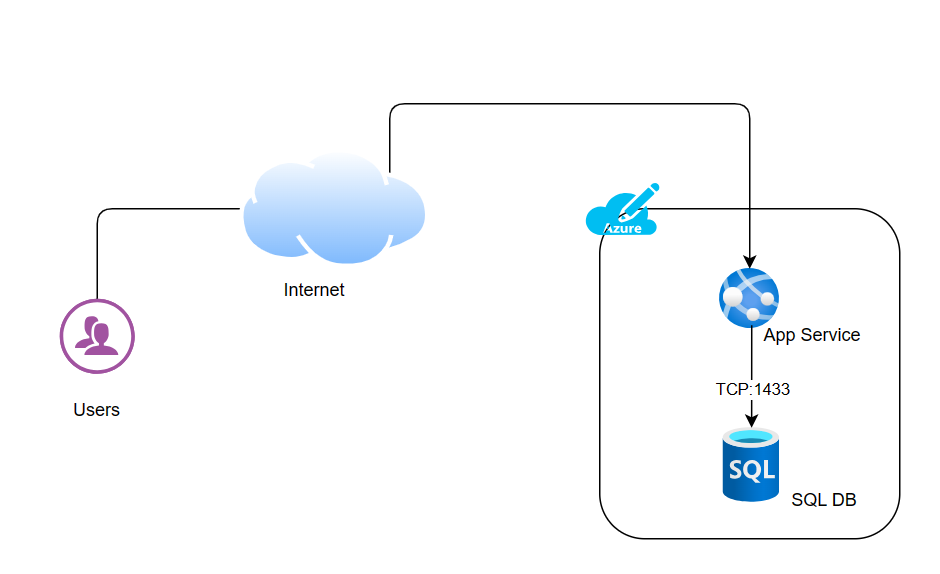 Azure
Internet
App Service
TCP:1433
Users
SQL
SQL DB